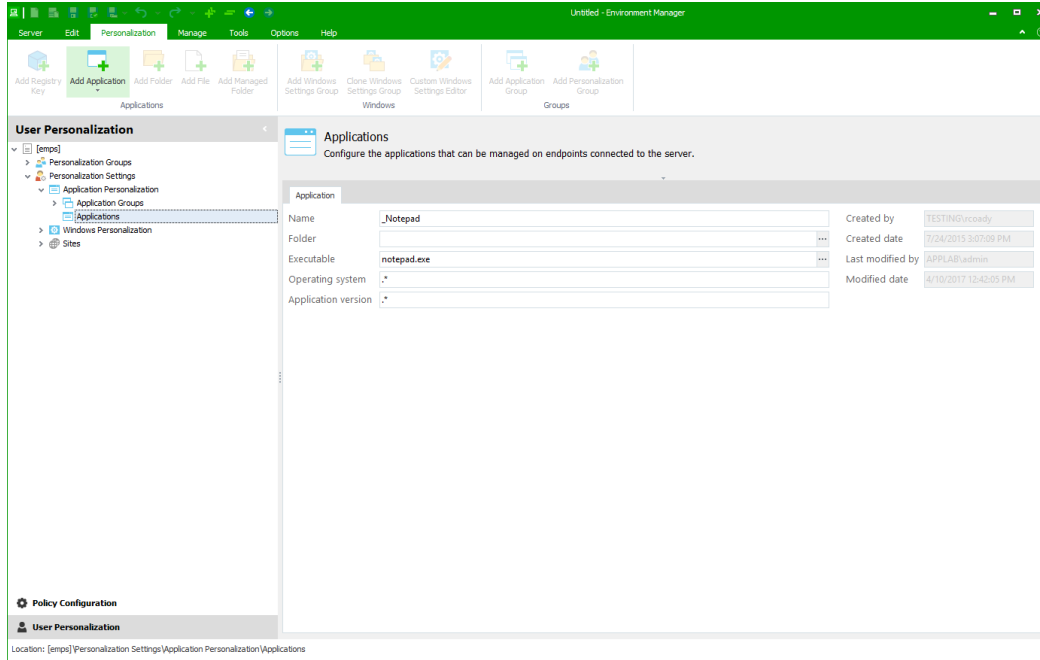 Untitled - Environment Manager
Server Edit Personalization Manage Tools Options Help
Add Registry Key
Add Application
Add Folder
Add File
Add Managed Folder
Applications
Add Windows Settings Group
Clone Windows Settings Group
Custom Windows Settings Editor
Windows
Add Application Group
Add Personalization Group
Groups
User Personalization
[emps]
Personalization Groups
Personalization Settings
Application Personalization
Application Groups
Applications
Windows Personalization
Sites
Policy Configuration
User Personalization
Applications
Configure the applications that can be managed on endpoints connected to the server.
Application
Name _Notepad
Folder ...
Executable notepad.exe ...
Operating system .*
Application version .*
Created by TESTING\rcoady
Created date 7/24/2015 3:07:09 PM
Last modified by APPLAB\admin
Modified date 4/10/2017 12:42:05 PM
Location: [emps]\Personalization Settings\Application Personalization\Applications